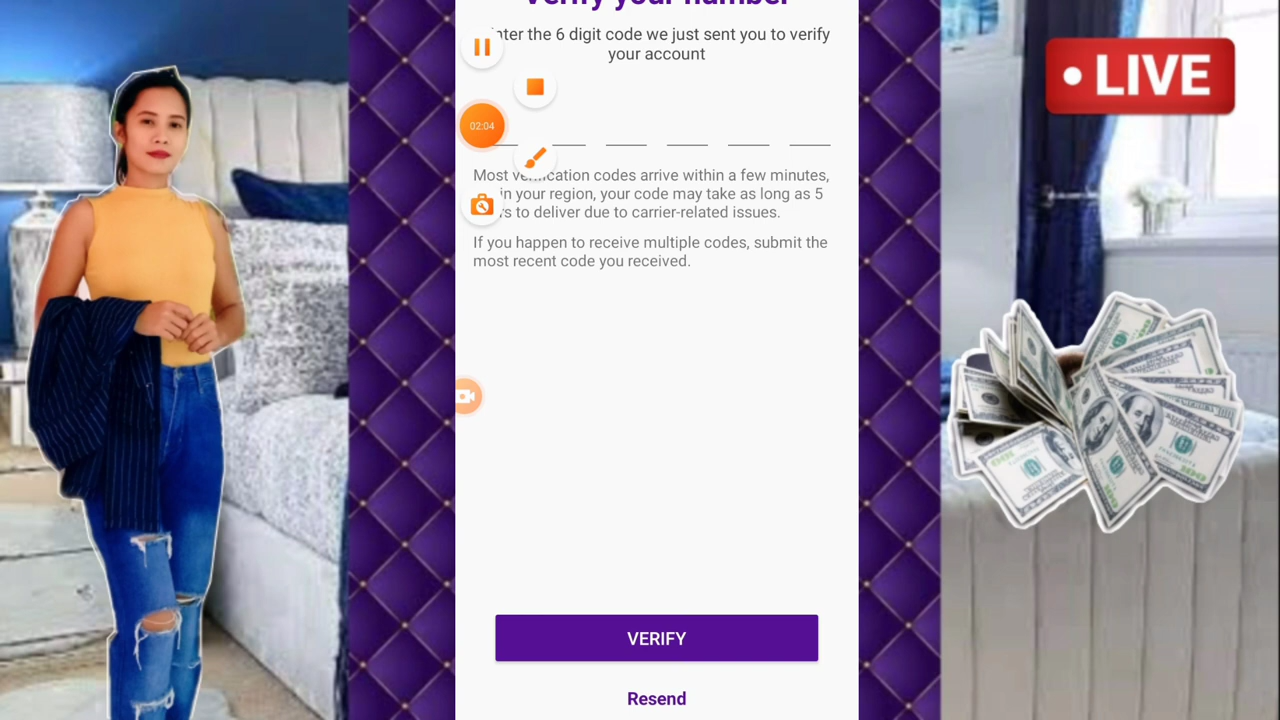 Verify your number
Enter the 6 digit code we just sent you to verify
your account
02:04
Most verification codes arrive within a few minutes,
in your region, your code may take as long as 5
to deliver due to carrier-related issues.
If you happen to receive multiple codes, submit the
most recent code you received.
VERIFY
Resend
LIVE